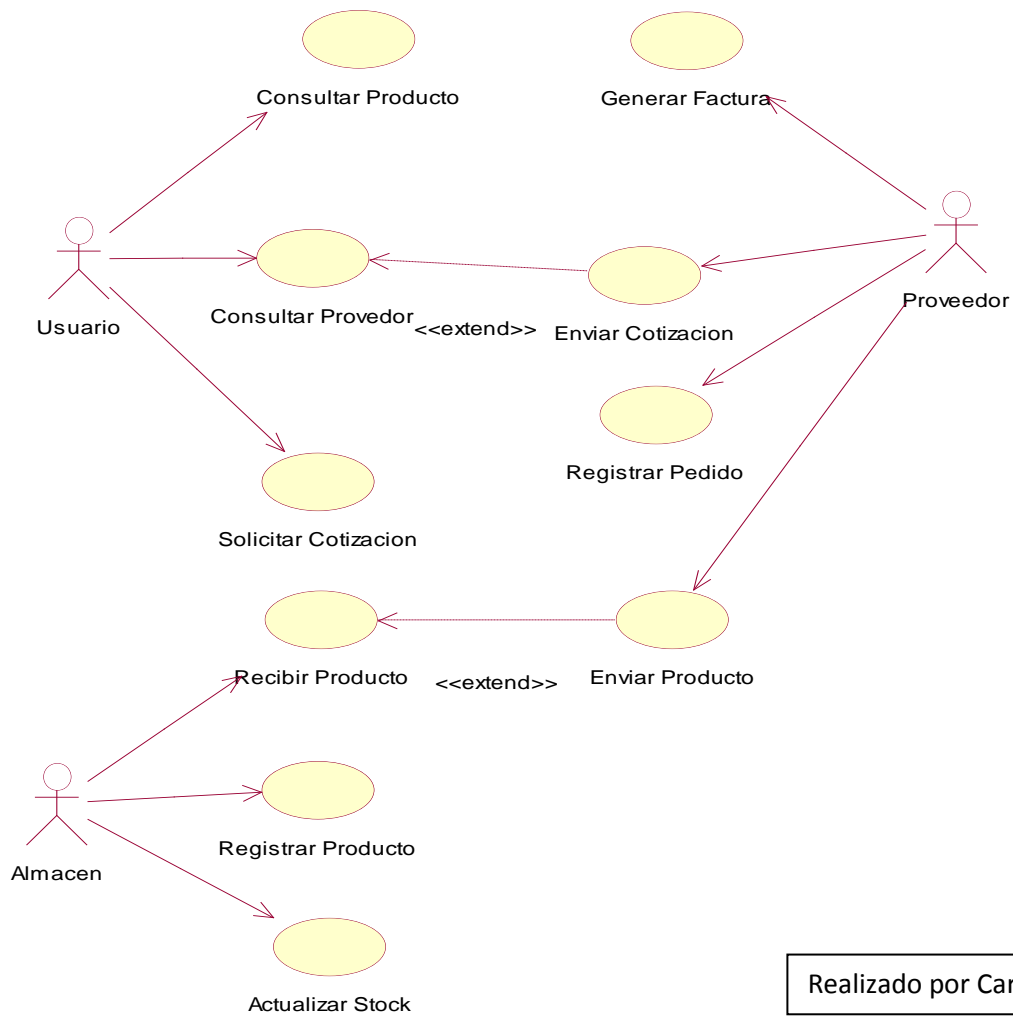 Consultar Producto
Generar Factura
Usuario
Consultar Provedor
<<extend>>
Enviar Cotizacion
Proveedor
Registrar Pedido
Solicitar Cotizacion
Recibir Producto
<<extend>>
Enviar Producto
Registrar Producto
Almacen
Actualizar Stock
Realizado por